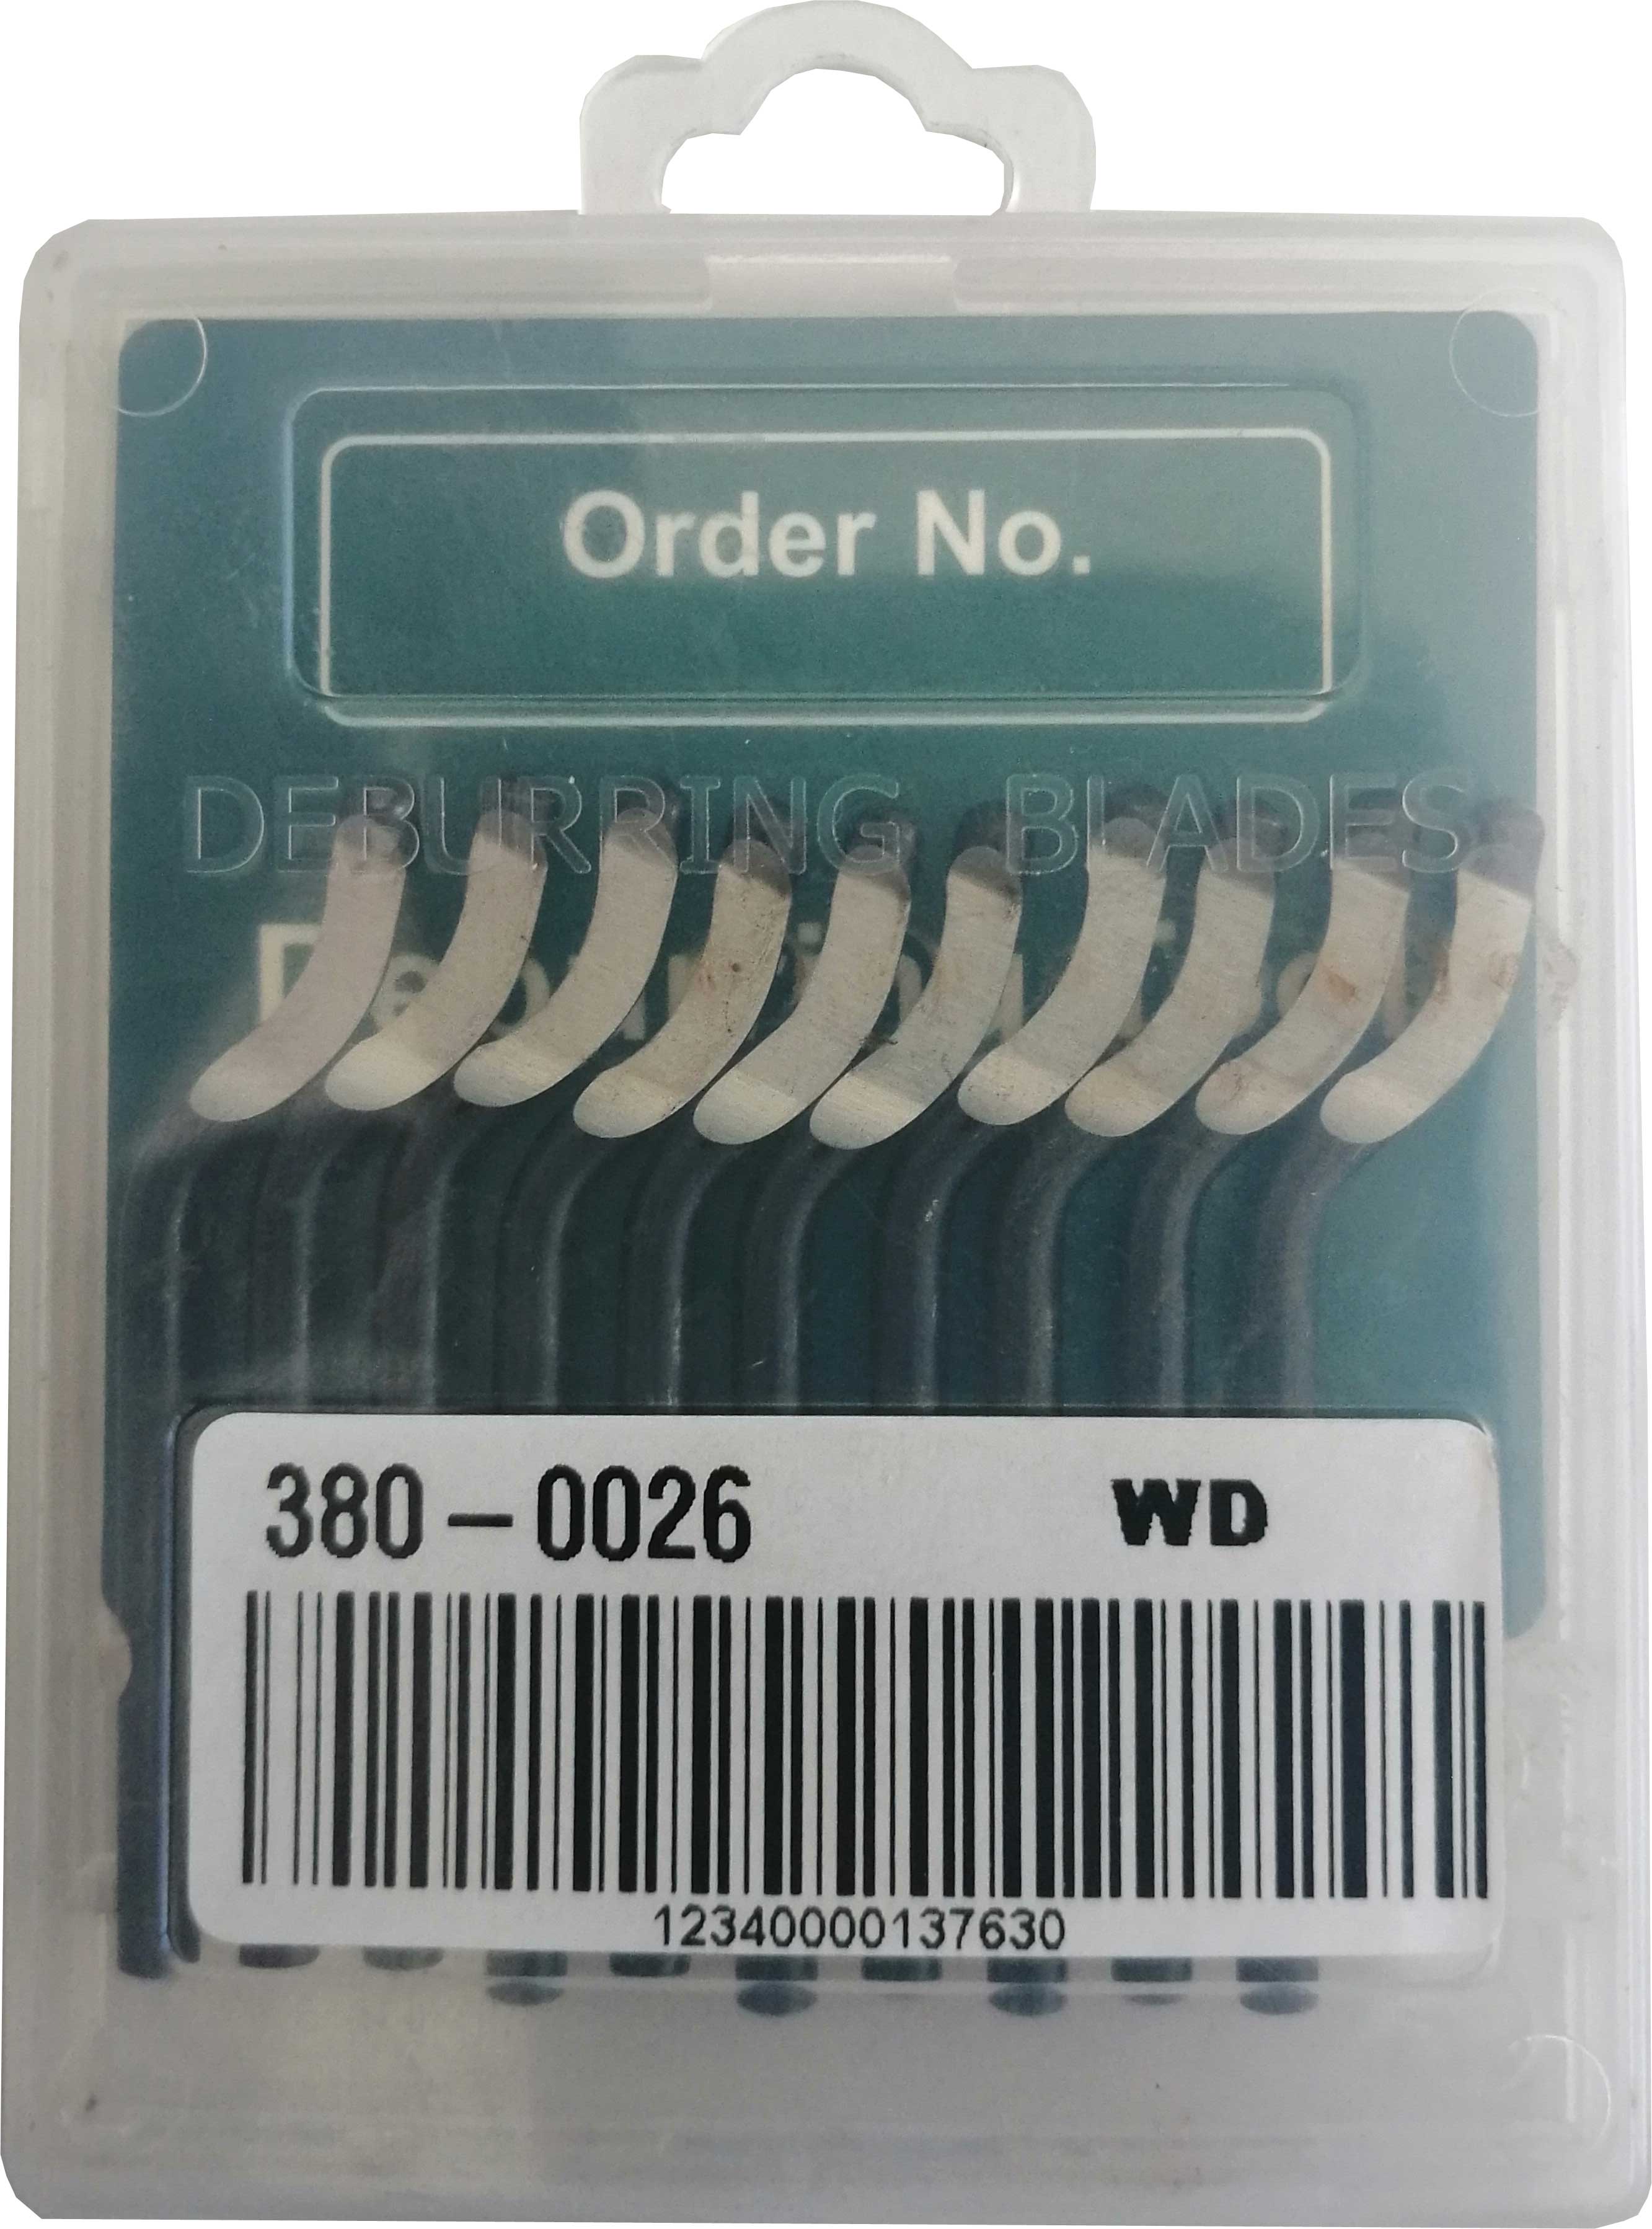 Order No.
DEBURRING BLADES
380-0026 WD
12340000137630